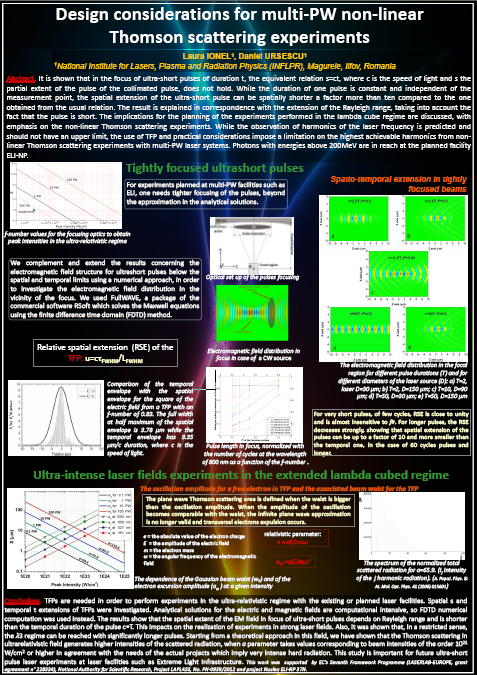 Design considerations for multi-PW non-linear
Thomson scattering experiments
Laura IONEL¹, Daniel URSESCU¹
¹National Institute for Lasers, Plasma and Radiation Physics (INFLPR), Magurele, Ilfov, Romania
Abstract. It is shown that in the focus of ultra-short pulses of duration t, the equivalent relation s=ct, where c is the speed of light and s the
partial extent of the pulse of the collimated pulse, does not hold. While the duration of one pulse is constant and independent of the
measurement point, the spatial extension of the ultra-short pulse can be spatially shorter a factor more than ten compared to the one
obtained from the usual relation. The result is explained in correspondence with the extension of the Rayleigh range, taking into account the
fact that the pulse is short. The implications for the planning of the experiments performed in the lambda cube regime are discussed, with
emphasis on the non-linear Thomson scattering experiments. While the observation of harmonics of the laser frequency is predicted and
should not have an upper limit, the use of TFP and practical considerations impose a limitation on the highest achievable harmonics from non-
linear Thomson scattering experiments with multi-PW laser systems. Photons with energies above 200MeV are in reach at the planned facility
ELI-NP.
Tightly focused ultrashort pulses
For experiments planned at multi-PW facilities such as
ELI, one needs tighter focusing of the pulses, beyond
the approximation in the analytical solutions.
f-number values for the focusing optics to obtain
peak intensities in the ultra-relativistic regime
Optical set up of the pulses focusing
Spatio-temporal extension in tightly
focused beams
We complement and extend the results concerning the
electromagnetic field structure for ultrashort pulses below the
spatial and temporal limits using a numerical approach, in order
to investigate the electromagnetic field distribution in the
vicinity of the focus. We used FullWAVE, a package of the
commercial software RSoft which solves the Maxwell equations
using the finite difference time domain (FDTD) method.
Relative spatial extension (RSE) of the
TFP: u=cτFWHM/LFWHM
Electromagnetic field distribution in
focus in case of a CW source
The electromagnetic field distribution in the focal
region for different pulse durations (T) and for
different diameters of the laser source (D): a) T=2,
laser D=30 µm; b) T=2, D=150 µm; c) T=30, D=90
µm; d) T=50, D=30 µm; e) T=50, D=150 µm
Comparison of the temporal
envelope with the spatial
envelope for the square of the
electric field from a TFP with an
f-number of 0.83. The full width
at half maximum of the spatial
envelope is 3.78 µm while the
temporal envelope has 9.35
µm/c duration, where c is the
speed of light.
Pulse length in focus, normalized with
the number of cycles at the wavelength
of 800 nm as a function of the f-number.
For very short pulses, of few cycles, RSE is close to unity
and is almost insensitive to f#. For longer pulses, the RSE
decreases strongly, showing that spatial extension of the
pulses can be up to a factor of 10 and more smaller than
the temporal one, in the case of 60 cycles pulses and
longer.
Ultra-intense laser fields experiments in the extended lambda cubed regime
The oscillation amplitude for a free electron in TFP and the associated beam waist for the TFP
The plane wave Thomson scattering area is defined when the waist is bigger
than the oscillation amplitude. When the amplitude of the oscillation
becomes comparable with the waist, the infinite plane wave approximation
is no longer valid and transversal electrons expulsion occurs.
e = the absolute value of the electron charge
E = the amplitude of the electric field
m = the electron mass
ω = the angular frequency of the electromagnetic
field
relativistic parameter:
The dependence of the Gaussian beam waist (w₀) and of the
electron excursion amplitude (αw) at a given intensity
Peak Intensity (W/cm²)
The spectrum of the normalized total
scattered radiation for a=63.9. (Ij intensity
of the j harmonic radiation).
Conclusions. TFPs are needed in order to perform experiments in the ultra-relativistic regime with the existing or planned laser facilities. Spatial s and
temporal t extensions of TFPs were investigated. Analytical solutions for the electric and magnetic fields are computational intensive, so FDTD numerical
computation was used instead. The results show that the spatial extent of the EM field in focus of ultra-short pulses depends on Rayleigh range and is shorter
than the temporal duration of the pulse c*T. This impacts on the realization of experiments in strong laser fields. Also, it was shown that, in a restricted sense,
the λ3 regime can be reached with significantly longer pulses. Starting from a theoretical approach in this field, we have shown that the Thomson scattering in
ultrarelativistic field generates higher intensities of the scattered radiation, when a parameter takes values corresponding to beam intensities of the order
W/cm² or higher in agreement with the needs of the actual projects which imply very intense hard radiation. This study is important for future ultra-short
pulse laser experiments at laser facilities such as Extreme Light Infrastructure. This work was supported by EC's Seventh Framework Programme (LASERLAB-EUROPE, grant
agreement n° 228334), National Authority for Scientific Research, Project LAPLASS, No. PN-0939/2012 and project Nucleu ELI-NP 37N.